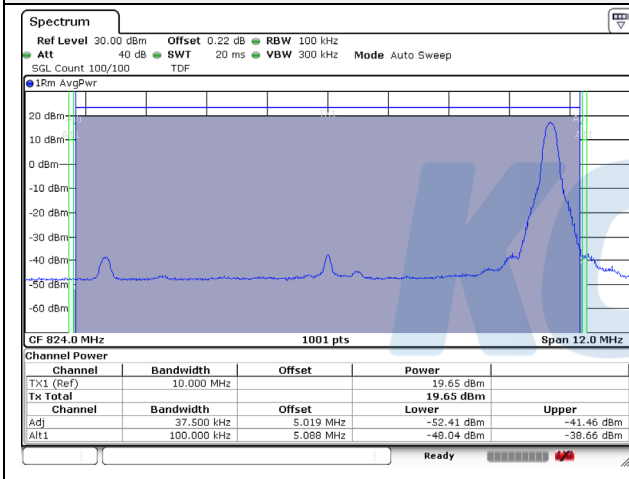 Spectrum
Ref Level 30.00 dBm Offset 0.22 dB RBW 100 kHz
Att 40 dB SWT 20 ms VBW 300 kHz Mode Auto Sweep
SGL Count 100/100 TDF
1Rm AvgPwr
20 dBm
10 dBm
0 dBm
-10 dBm
-20 dBm
-30 dBm
-40 dBm
-50 dBm
-60 dBm
CF 824.0 MHz 1001 pts Span 12.0 MHz
Channel Power
Channel Bandwidth Offset Power
TX1 (Ref) 10.000 MHz 19.65 dBm
Tx Total 19.65 dBm
Channel Bandwidth Offset Lower Upper
Adj 37.500 kHz 5.019 MHz -52.41 dBm -41.46 dBm
Alt1 100.000 kHz 5.088 MHz -48.04 dBm -38.66 dBm
Ready